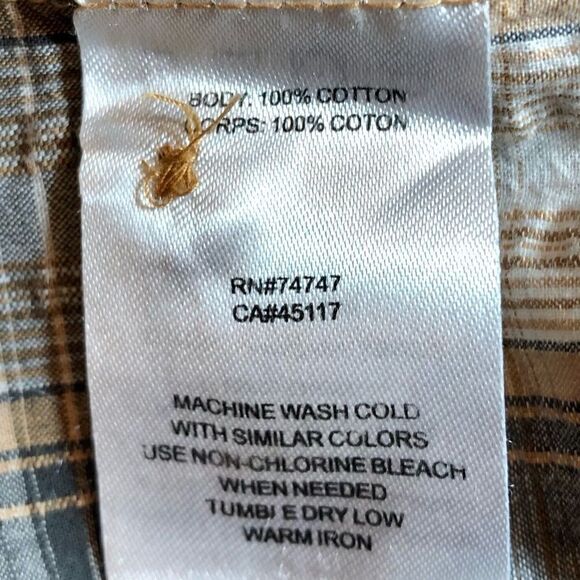 BODY: 100% COTTON
CORPS: 100% COTON
RN#74747
CA#45117
MACHINE WASH COLD
WITH SIMILAR COLORS
USE NON-CHLORINE BLEACH
WHEN NEEDED
TUMBLE DRY LOW
WARM IRON